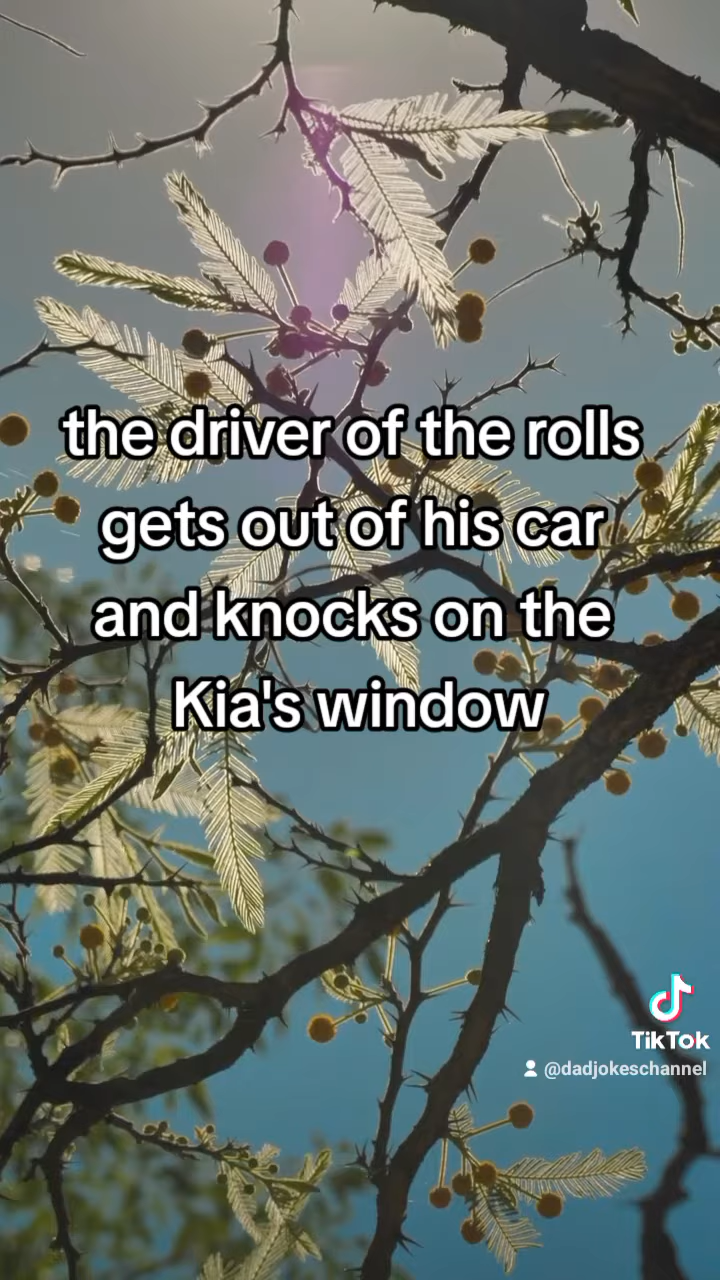 the driver of the rolls
gets out of his car
and knocks on the
Kia's window
TikTok
@dadjokeschannel